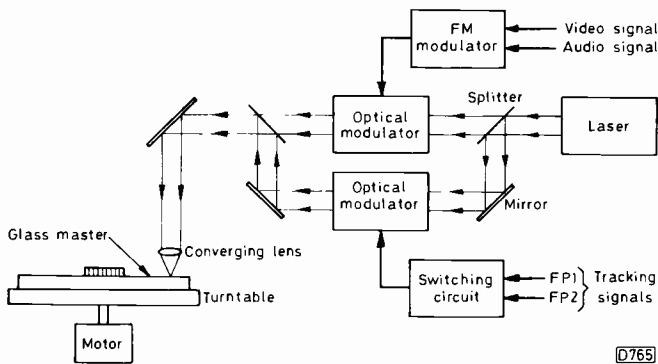 FM
modulator
Video signal
Audio signal
Splitter
Optical
modulator
Laser
Optical
modulator
Mirror
Glass master
Converging lens
Turntable
Switching
circuit
FP1
FP2
Tracking
signals
Motor
D765